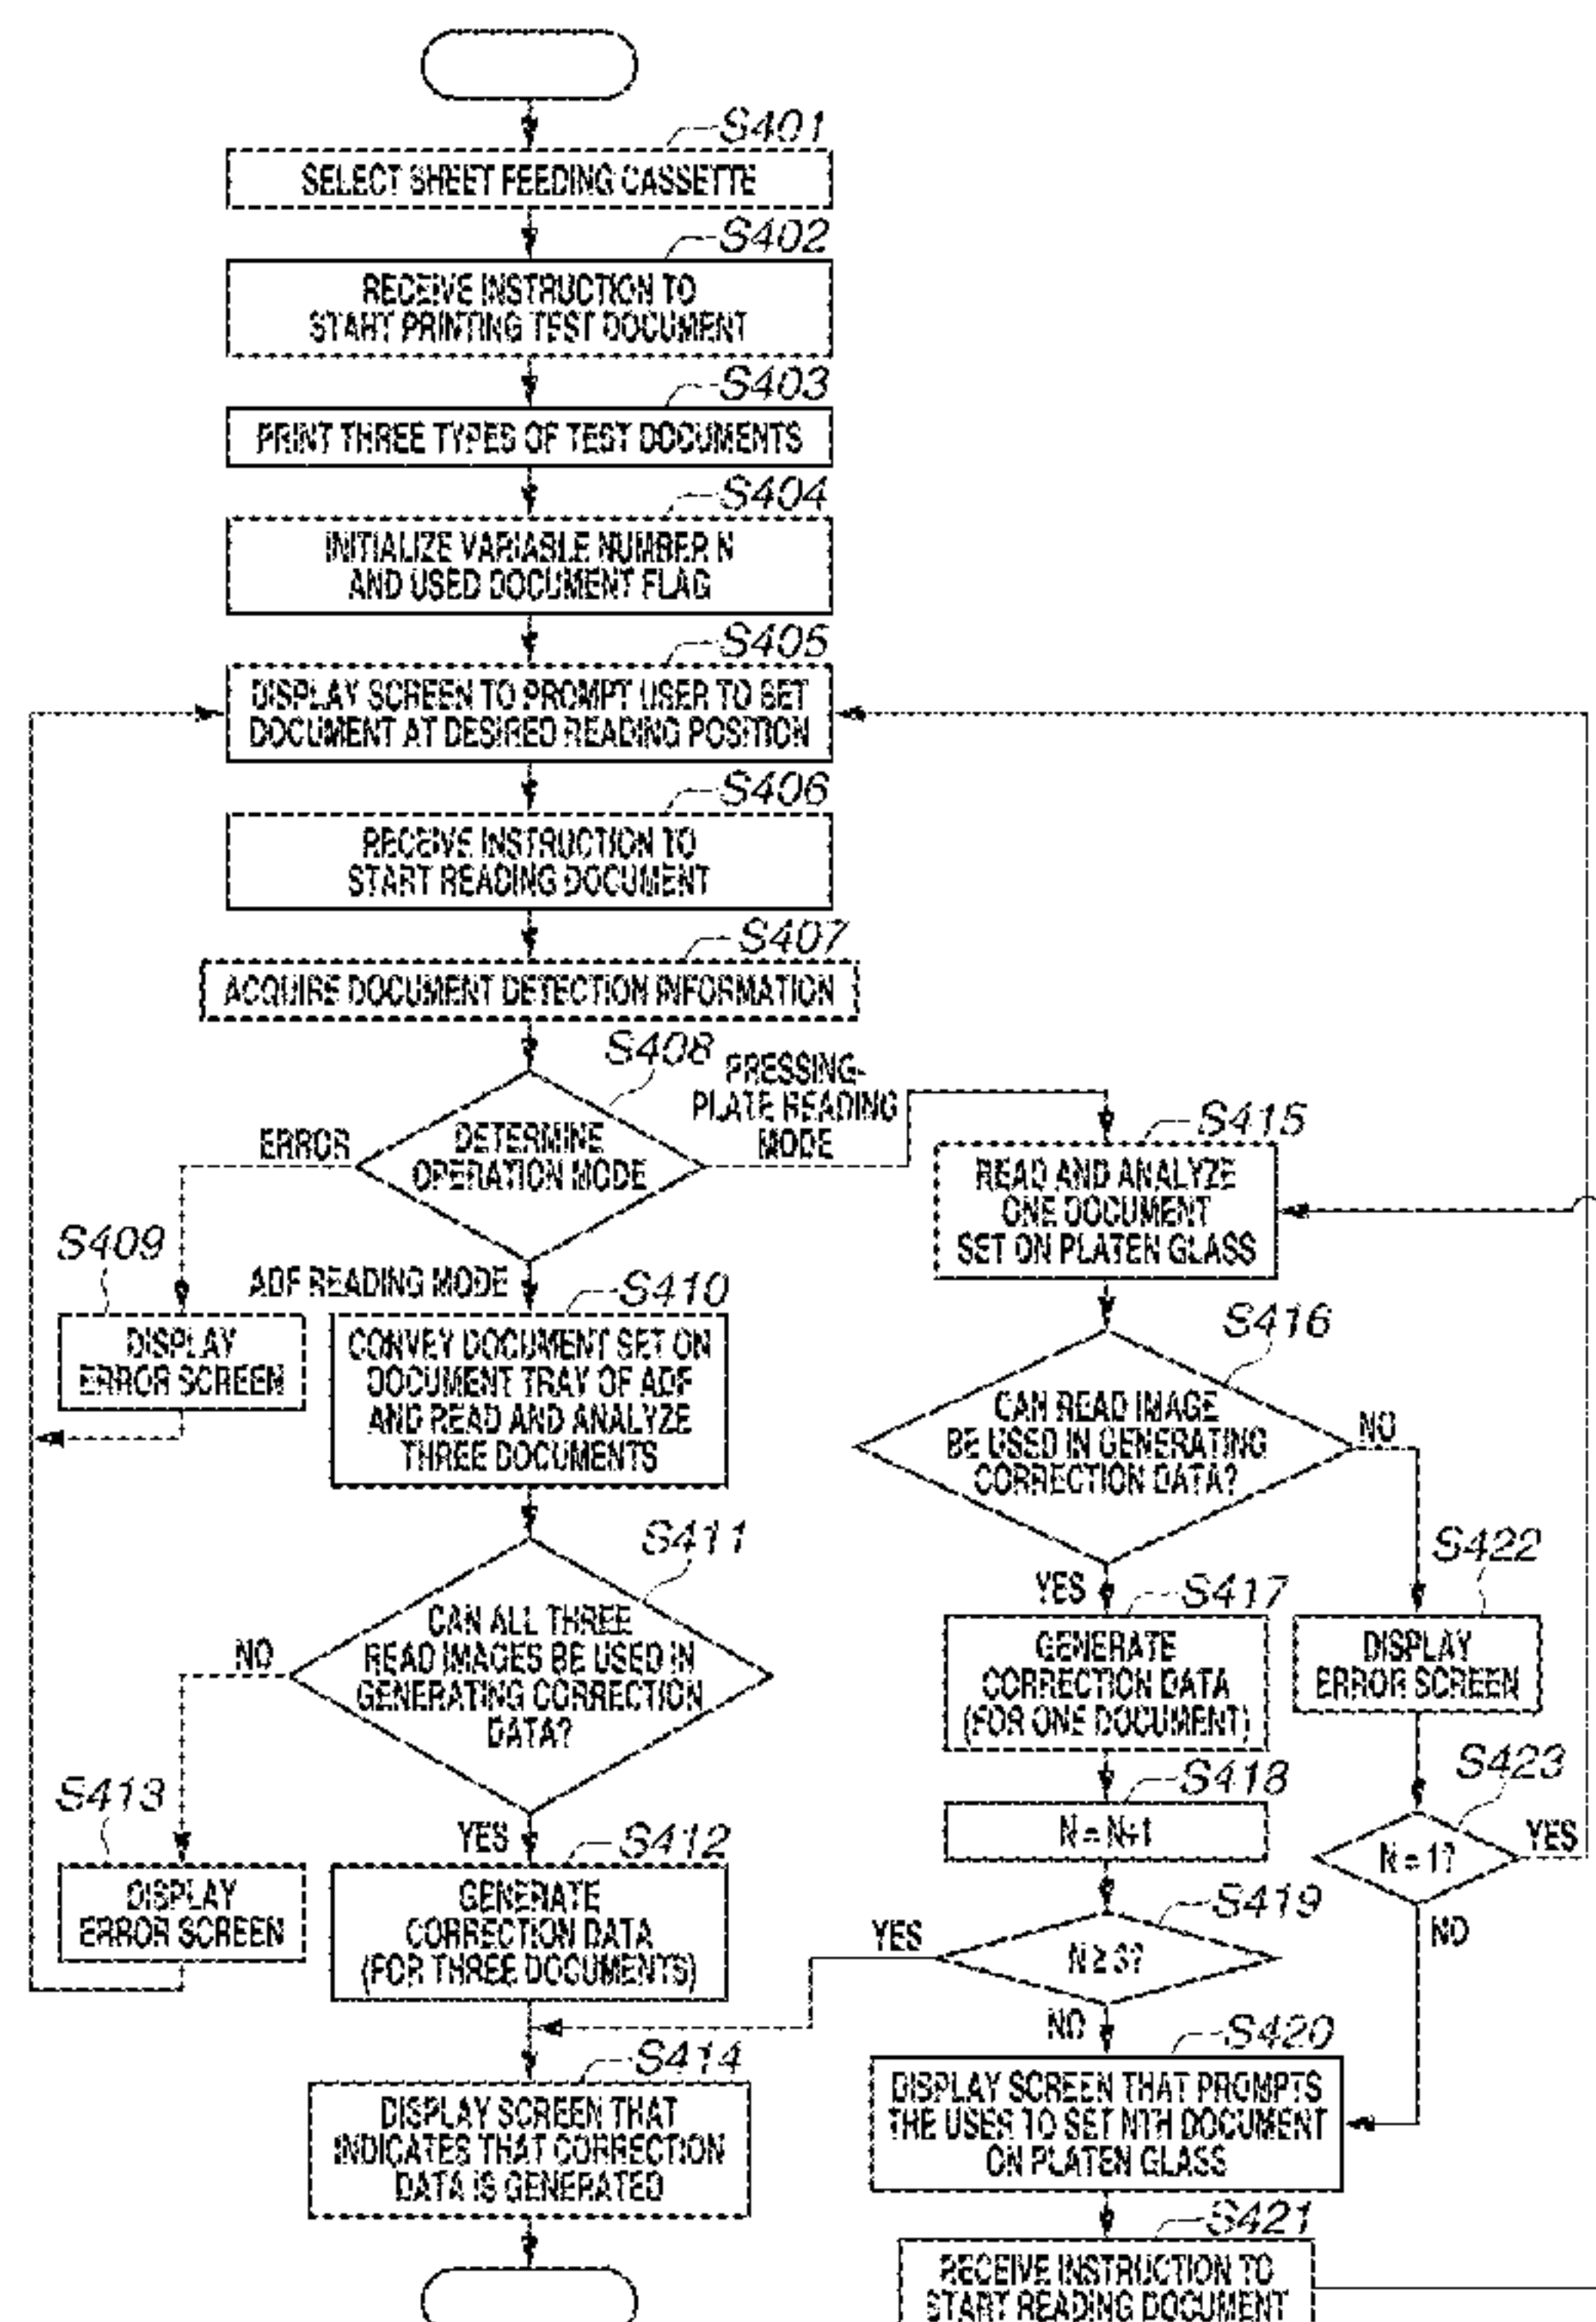 S401
SELECT SHEET FEEDING CASSETTE
S402
RECEIVE INSTRUCTION TO
START PRINTING TEST DOCUMENT
S403
PRINT THREE TYPES OF TEST DOCUMENTS
S404
INITIALIZE VARIABLE NUMBER N
AND USED DOCUMENT FLAG
S405
DISPLAY SCREEN TO PROMPT USER TO SET
DOCUMENT AT DESIRED READING POSITION
S406
RECEIVE INSTRUCTION TO
START READING DOCUMENT
S407
ACQUIRE DOCUMENT DETECTION INFORMATION
S408
DETERMINE
OPERATION MODE
ERROR
PRESSING-
PLATE READING
MODE
S409
DISPLAY
ERROR SCREEN
ADF READING MODE
S410
CONVEY DOCUMENT SET ON
DOCUMENT TRAY OF ADF
AND READ AND ANALYZE
THREE DOCUMENTS
S411
CAN ALL THREE
READ IMAGES BE USED IN
GENERATING CORRECTION
DATA?
NO
S413
DISPLAY
ERROR SCREEN
YES
S412
GENERATE
CORRECTION DATA
(FOR THREE DOCUMENTS)
S414
DISPLAY SCREEN THAT
INDICATES THAT CORRECTION
DATA IS GENERATED
S415
READ AND ANALYZE
ONE DOCUMENT
SET ON PLATEN GLASS
S416
CAN READ IMAGE
BE USED IN GENERATING
CORRECTION DATA?
NO
YES
S417
GENERATE
CORRECTION DATA
(FOR ONE DOCUMENT)
S422
DISPLAY
ERROR SCREEN
S418
N = N+1
S423
N = 1?
YES
NO
S419
N ≥ 3?
YES
NO
S420
DISPLAY SCREEN THAT PROMPTS
THE USER TO SET NTH DOCUMENT
ON PLATEN GLASS
S421
RECEIVE INSTRUCTION TO
START READING DOCUMENT